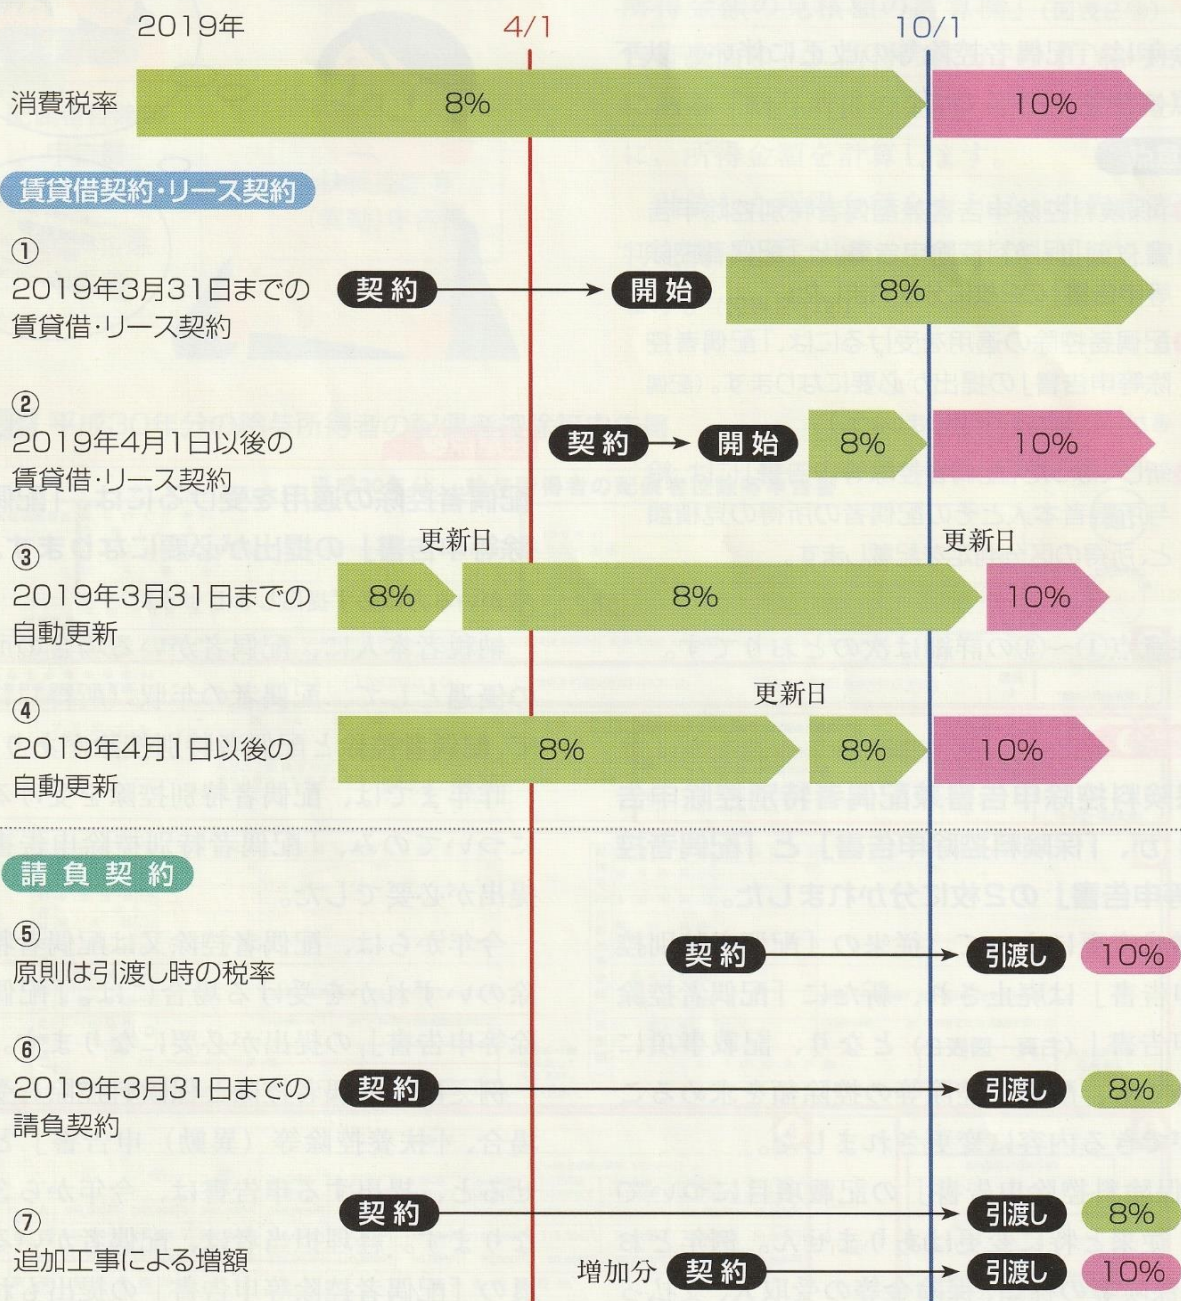 2019年 4/1 10/1
消費税率 8% 10%
賃貸借契約・リース契約
①
2019年3月31日までの
賃貸借・リース契約
契約 開始 8%
②
2019年4月1日以後の
賃貸借・リース契約
契約 開始 8% 10%
③
2019年3月31日までの
自動更新
更新日 更新日
8% 8% 10%
④
2019年4月1日以後の
自動更新
更新日
8% 8% 10%
請負契約
⑤
原則は引渡し時の税率
契約 引渡し 10%
⑥
2019年3月31日までの
請負契約
契約 引渡し 8%
⑦
追加工事による増額
契約 引渡し 8%
増加分 契約 引渡し 10%